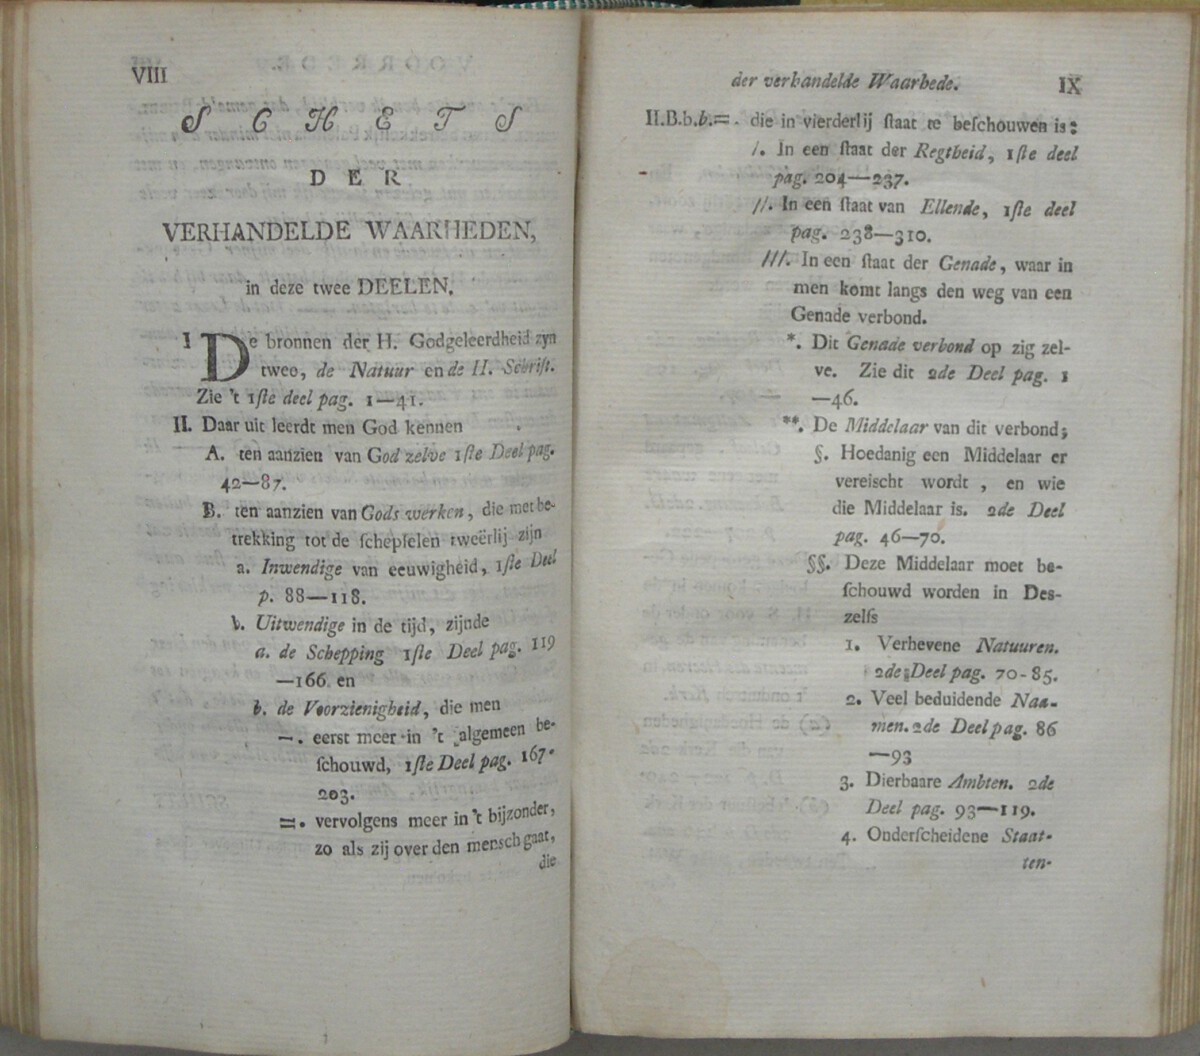 VIII
SCHETS
DER
VERHANDELDE WAARHEDEN,
in deze twee DEELEN.
I De bronnen der H. Godgeleerdheid zyn
twee, de Natuur en de H. Schrift.
Zie 't 1ste deel pag. 1—41.
II. Daar uit leerdt men God kennen
A. ten aanzien van God zelve 1ste Deel pag.
42—87.
B. ten aanzien van Gods werken, die met be-
trekking tot de schepselen tweërlij zijn
a. Inwendige van eeuwigheid, 1ste Deel
p. 88—118.
b. Uitwendige in de tijd, zijnde
a. de Schepping 1ste Deel pag. 119
—166. en
b. de Voorzienigheid, die men
—. eerst meer in 't algemeen be-
schouwd, 1ste Deel pag. 167-
203.
=. vervolgens meer in 't bijzonder,
zo als zij over den mensch gaat,
die
der verhandelde Waarhede. IX
II.B.b.b.=. die in vierderlij staat te beschouwen is:
/. In een staat der Regtheid, 1ste deel
pag. 204—237.
//. In een staat van Ellende, 1ste deel
pag. 238—310.
///. In een staat der Genade, waar in
men komt langs den weg van een
Genade verbond.
*. Dit Genade verbond op zig zel-
ve. Zie dit 2de Deel pag. 1
—46.
**. De Middelaar van dit verbond;
§. Hoedanig een Middelaar er
vereischt wordt, en wie
die Middelaar is. 2de Deel
pag. 46—70.
§§. Deze Middelaar moet be-
schouwd worden in Des-
zelfs
1. Verhevene Natuuren.
2de Deel pag. 70-85.
2. Veel beduidende Naa-
men. 2de Deel pag. 86
—93
3. Dierbaare Ambten. 2de
Deel pag. 93—119.
4. Onderscheidene Staat-
ten-